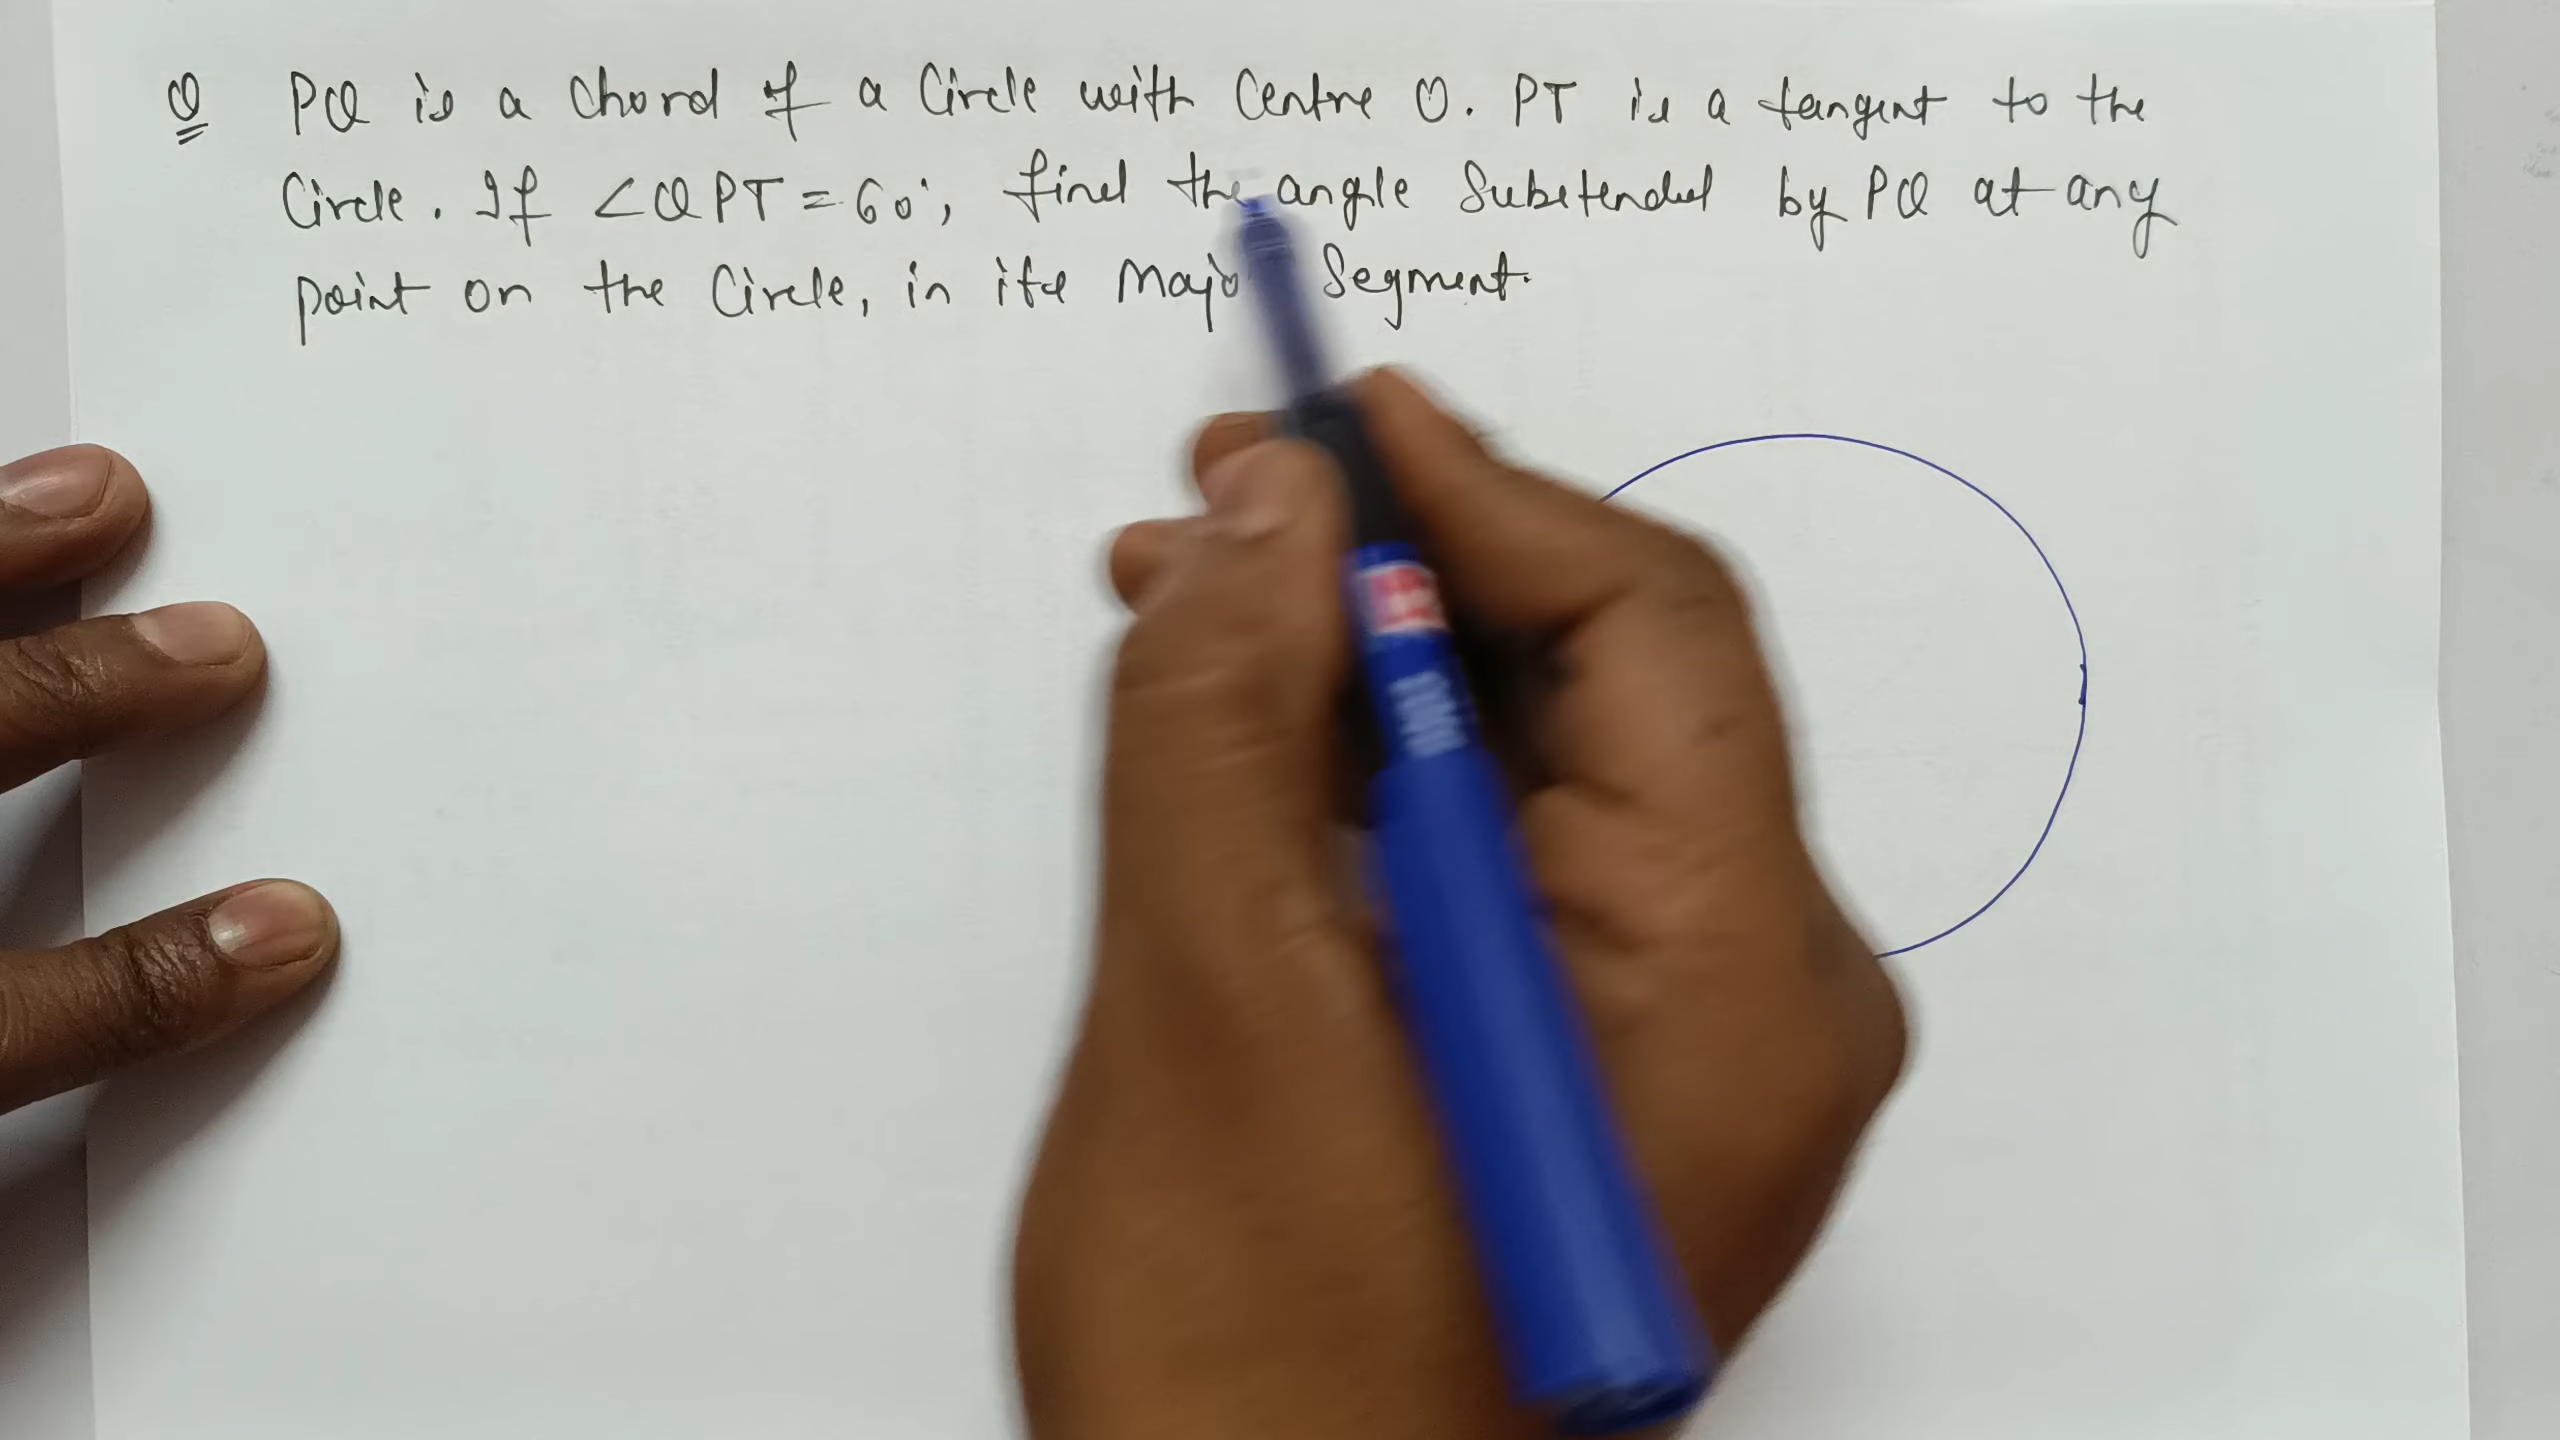 Q PQ is a Chord of a Circle with Centre O. PT is a tangent to the
Circle. If ∠QPT = 60°, find the angle Subtended by PQ at any
point on the Circle, in its Major Segment.